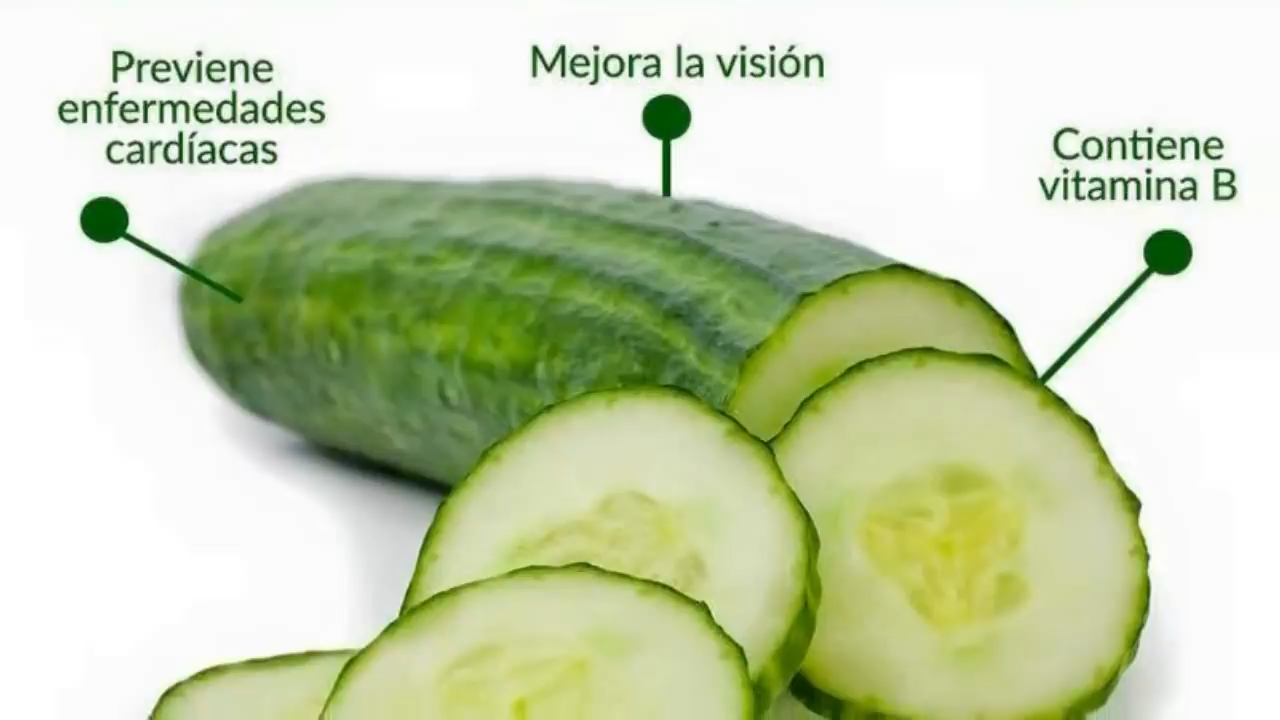 Previene
enfermedades
cardíacas
Mejora la visión
Contiene
vitamina B